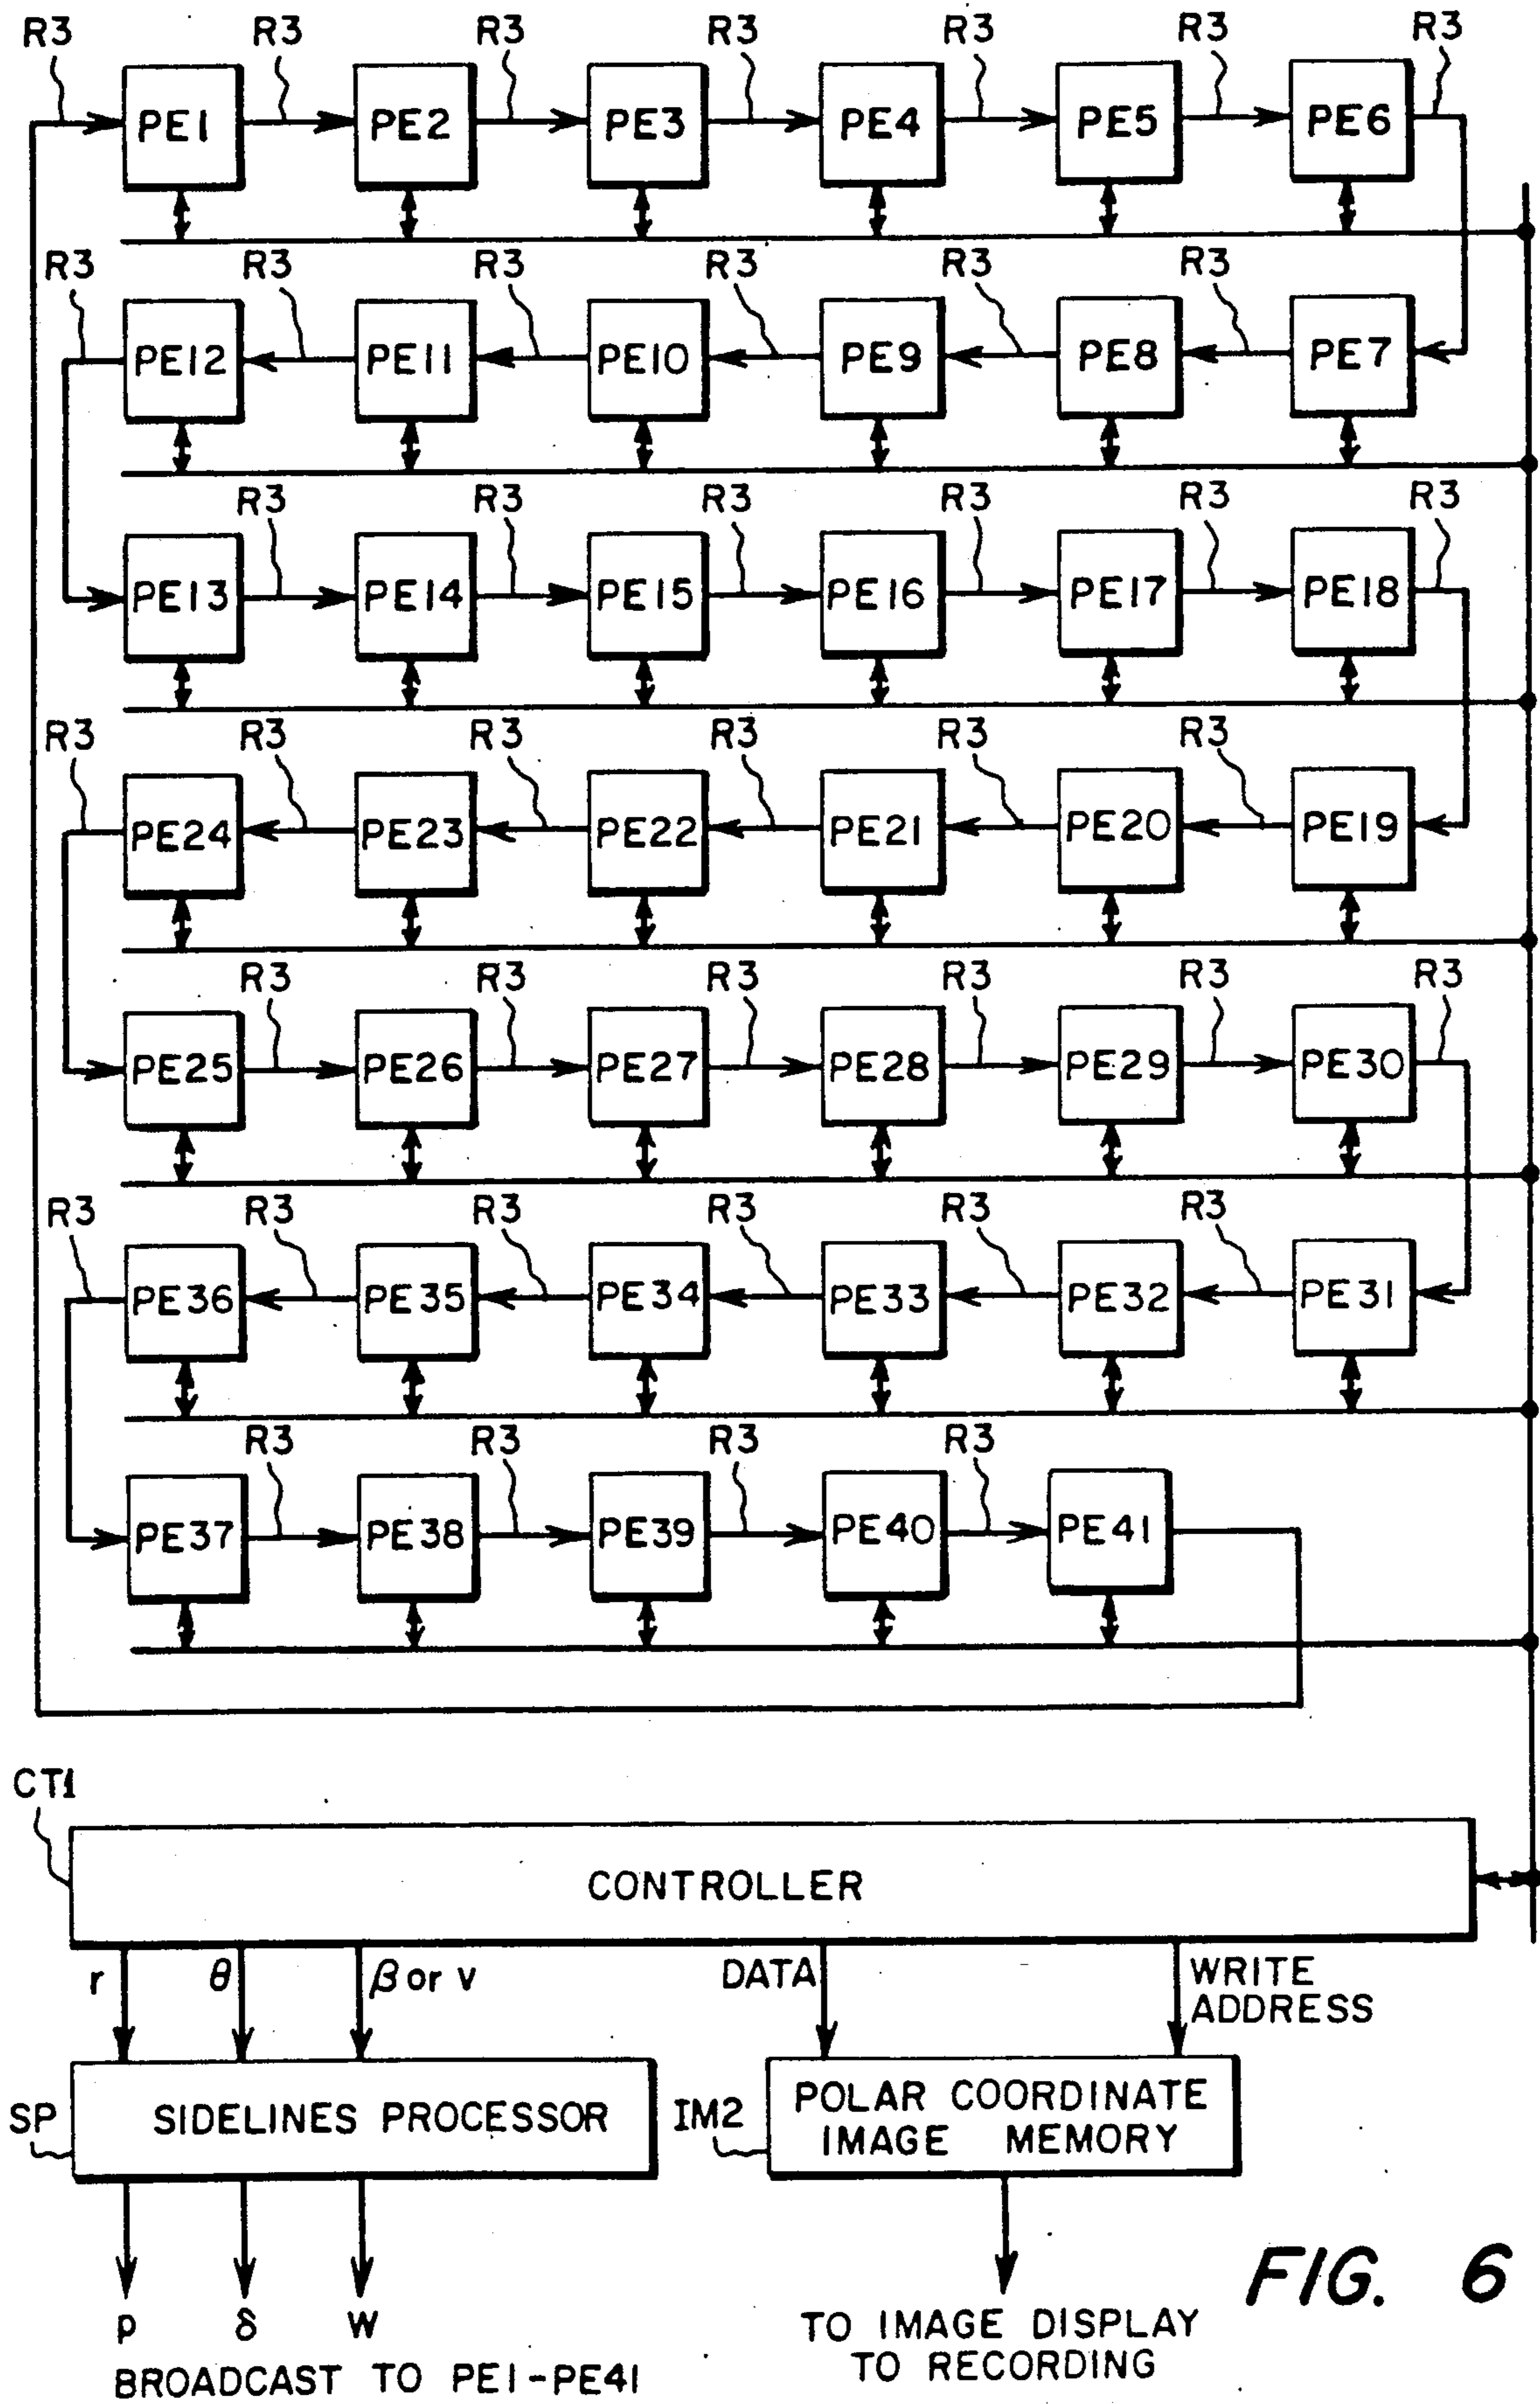 R3 R3 R3 R3 R3 R3 R3
PE1 PE2 PE3 PE4 PE5 PE6
R3 R3 R3 R3 R3 R3
PE12 PE11 PE10 PE9 PE8 PE7
R3 R3 R3 R3 R3 R3
PE13 PE14 PE15 PE16 PE17 PE18
R3 R3 R3 R3 R3 R3
PE24 PE23 PE22 PE21 PE20 PE19
R3 R3 R3 R3 R3 R3
PE25 PE26 PE27 PE28 PE29 PE30
R3 R3 R3 R3 R3 R3
PE36 PE35 PE34 PE33 PE32 PE31
R3 R3 R3 R3
PE37 PE38 PE39 PE40 PE41
CT1
CONTROLLER
r θ β or v DATA WRITE
ADDRESS
SP SIDELINES PROCESSOR
IM2 POLAR COORDINATE
IMAGE MEMORY
p δ w
BROADCAST TO PE1-PE41
TO IMAGE DISPLAY
TO RECORDING
FIG. 6